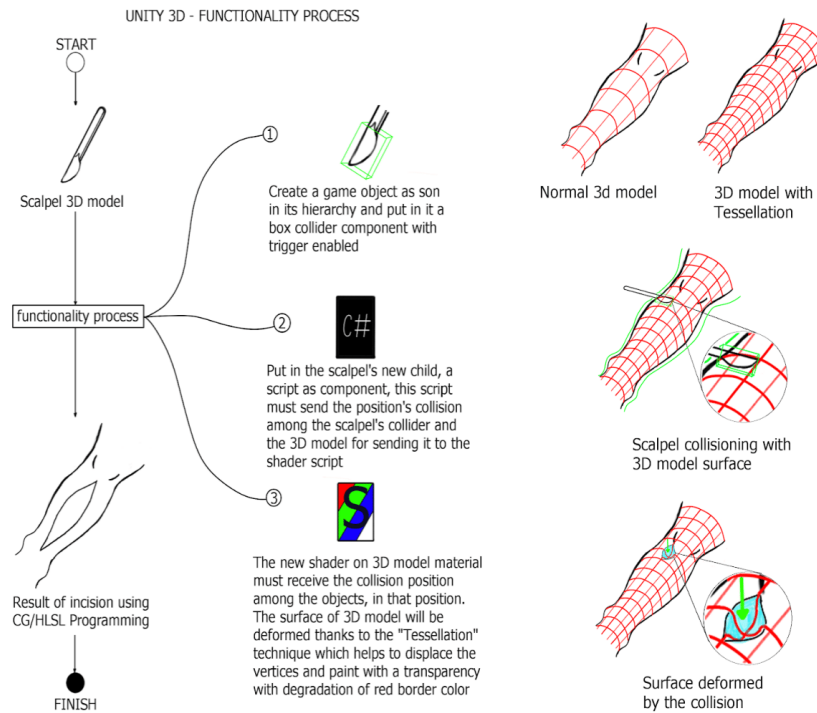 UNITY 3D - FUNCTIONALITY PROCESS
START
Scalpel 3D model
functionality process
Result of incision using
CG/HLSL Programming
FINISH
1
Create a game object as son
in its hierarchy and put in it a
box collider component with
trigger enabled
2
C#
Put in the scalpel's new child, a
script as component, this script
must send the position's collision
among the scalpel's collider and
the 3D model for sending it to the
shader script
3
S
The new shader on 3D model material
must receive the collision position
among the objects, in that position.
The surface of 3D model will be
deformed thanks to the "Tessellation"
technique which helps to displace the
vertices and paint with a transparency
with degradation of red border color
Normal 3d model
3D model with
Tessellation
Scalpel collisioning with
3D model surface
Surface deformed
by the collision